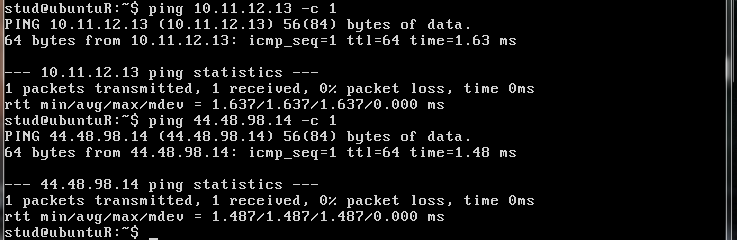 stud@ubuntuR:~$ ping 10.11.12.13 -c 1
PING 10.11.12.13 (10.11.12.13) 56(84) bytes of data.
64 bytes from 10.11.12.13: icmp_seq=1 ttl=64 time=1.63 ms

--- 10.11.12.13 ping statistics ---
1 packets transmitted, 1 received, 0% packet loss, time 0ms
rtt min/avg/max/mdev = 1.637/1.637/1.637/0.000 ms
stud@ubuntuR:~$ ping 44.48.98.14 -c 1
PING 44.48.98.14 (44.48.98.14) 56(84) bytes of data.
64 bytes from 44.48.98.14: icmp_seq=1 ttl=64 time=1.48 ms

--- 44.48.98.14 ping statistics ---
1 packets transmitted, 1 received, 0% packet loss, time 0ms
rtt min/avg/max/mdev = 1.487/1.487/1.487/0.000 ms
stud@ubuntuR:~$ _